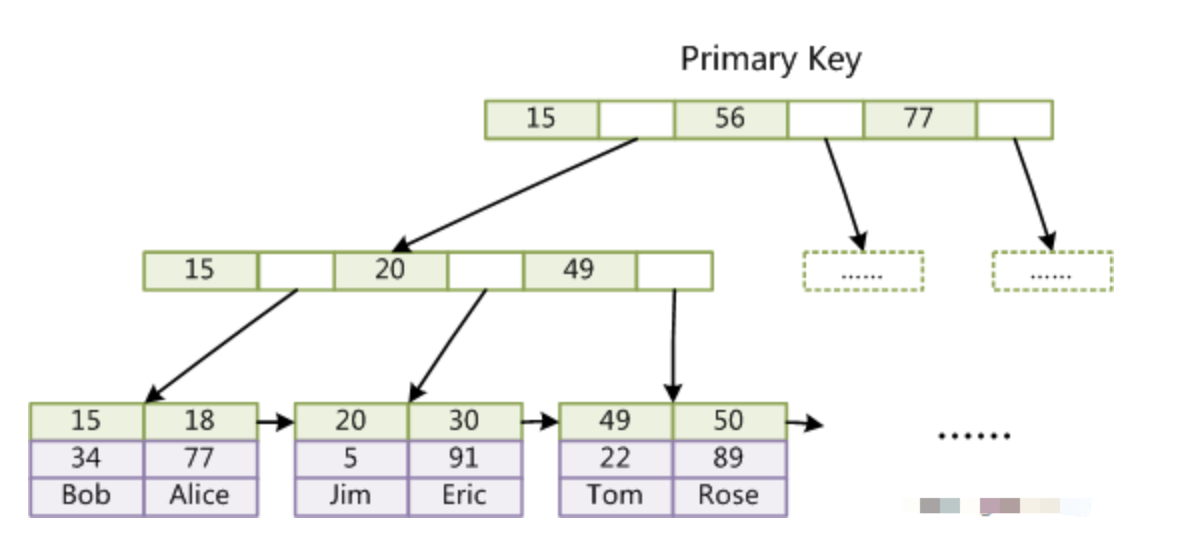 Primary Key
15 56 77
15 20 49
...... ......
15 18 20 30 49 50
......
34 77 5 91 22 89
Bob Alice Jim Eric Tom Rose